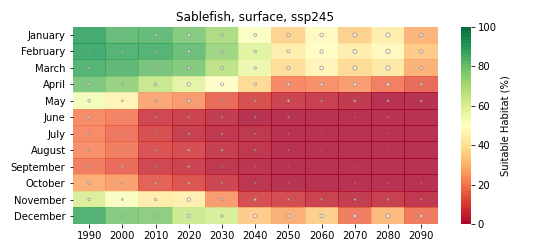 Sablefish, surface, ssp245
January
February
March
April
May
June
July
August
September
October
November
December
1990 2000 2010 2020 2030 2040 2050 2060 2070 2080 2090
100
80
60
40
20
0
Suitable Habitat (%)